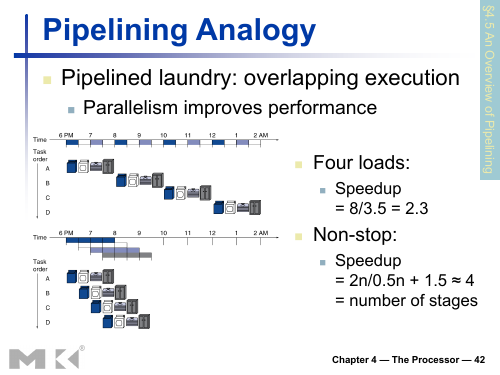 Pipelining Analogy
§4.5 An Overview of Pipelining
Pipelined laundry: overlapping execution
Parallelism improves performance
Time 6 PM 7 8 9 10 11 12 1 2 AM
Task
order
A
B
C
D
Time 6 PM 7 8 9 10 11 12 1 2 AM
Task
order
A
B
C
D
Four loads:
Speedup
= 8/3.5 = 2.3
Non-stop:
Speedup
= 2n/0.5n + 1.5 ≈ 4
= number of stages
MK®
Chapter 4 — The Processor — 42